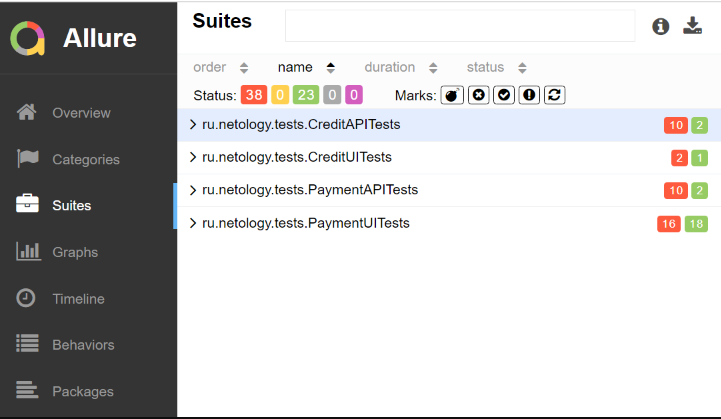 Allure
Overview
Categories
Suites
Graphs
Timeline
Behaviors
Packages
Suites
order name duration status
Status: 38 0 23 0 0 Marks:
ru.netology.tests.CreditAPITests 10 2
ru.netology.tests.CreditUITests 2 1
ru.netology.tests.PaymentAPITests 10 2
ru.netology.tests.PaymentUITests 16 18